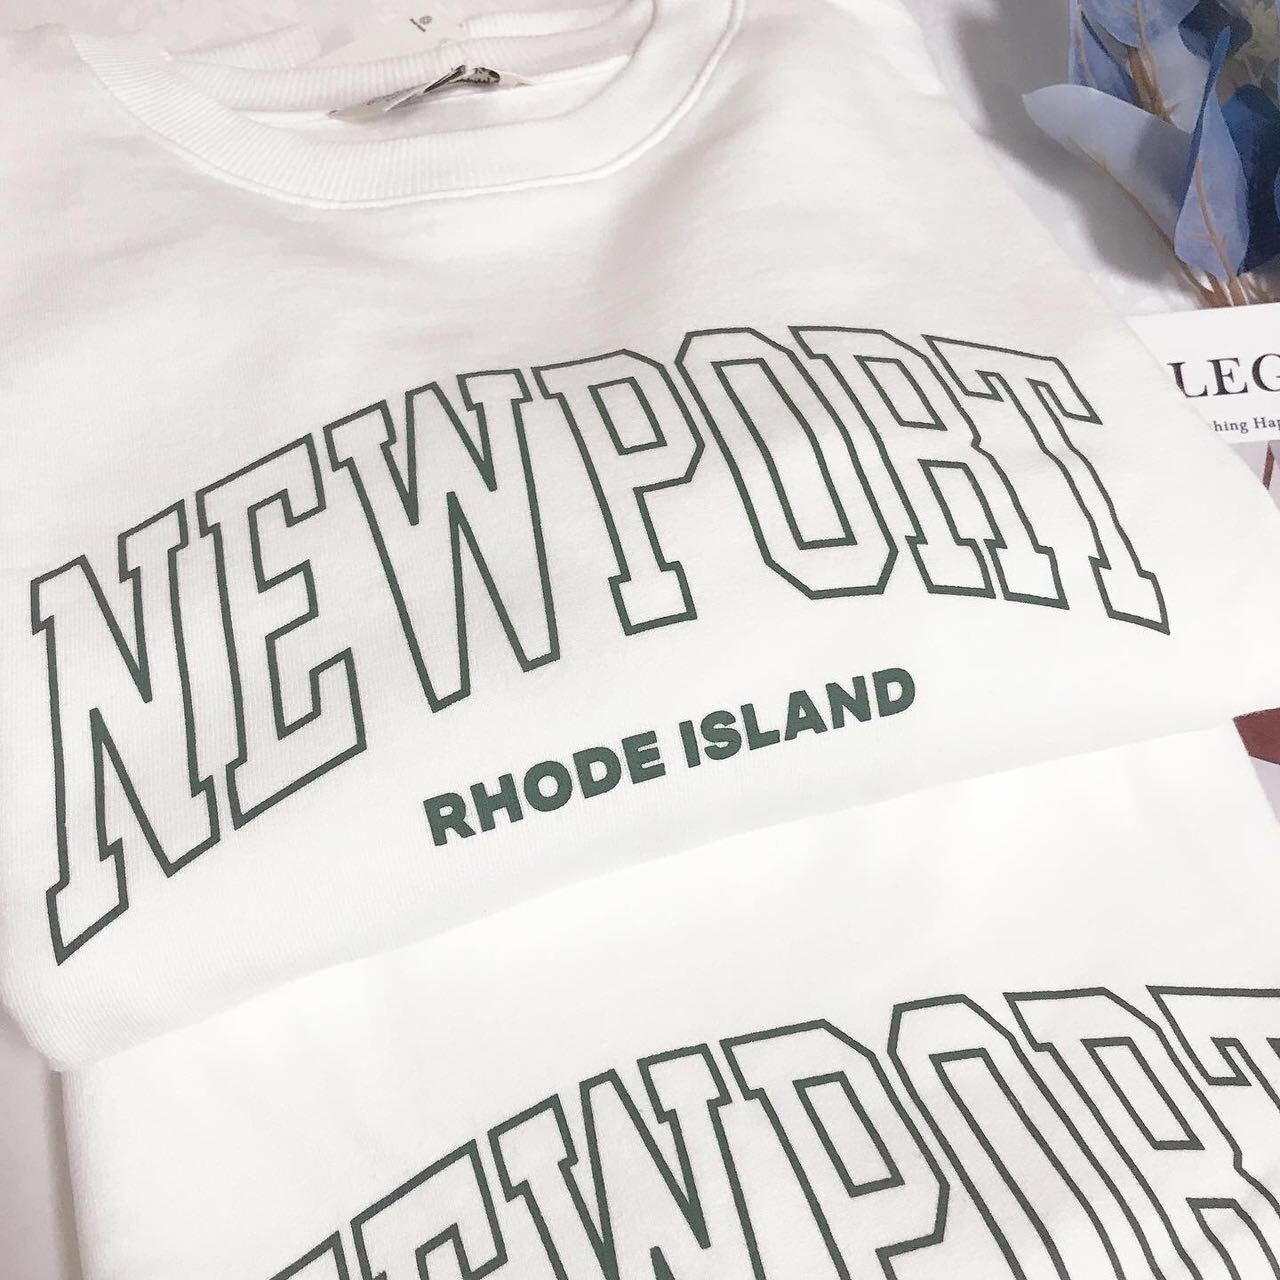 NEWPORT
RHODE ISLAND
LEG
hing Hap
NEWPORT